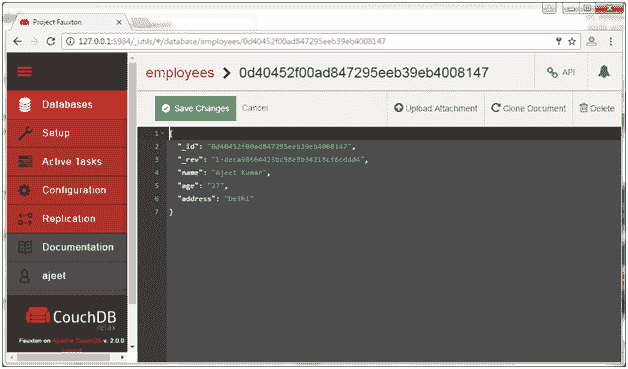 Project Fauxton
127.0.0.1:5984/_utils/#/database/employees/0d40452f00ad847295eeb39eb4008147
employees > 0d40452f00ad847295eeb39eb4008147
API
Databases
Setup
Active Tasks
Configuration
Replication
Documentation
ajeet
CouchDB
relax
Fauxton on Apache CouchDB v. 2.0.0
Save Changes
Cancel
Upload Attachment
Clone Document
Delete
1 {
2 "_id": "0d40452f00ad847295eeb39eb4008147",
3 "_rev":
4 "name": "Ajeet Kumar",
5 "age": "27",
6 "address": "Delhi"
7 }